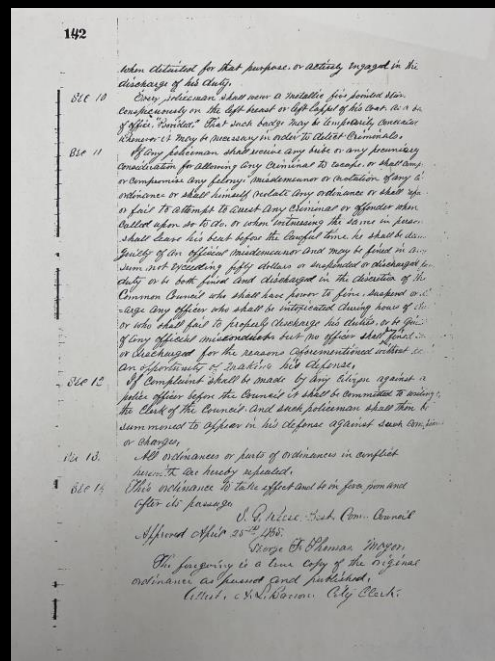 142
when detailed for that purpose, or actively engaged in the
discharge of his duty.
Sec 10 Every policeman shall wear a metallic five pointed star
conspicuously on the left breast or left lappel of his coat, as a
of office. Provided, That such badge may be temporarily
whenever it may be necessary in order to detect Criminals.
Sec 11 If any policeman shall receive any bribe or any pecuniary
consideration for allowing any Criminal to escape, or shall
or compromise any felony, misdemeanor or violation of any
ordinance or shall himself violate any ordinance or shall
or fail to attempt to arrest any criminal or offender when
called upon so to do, or when witnessing the same in person
shall leave his beat before the lawful time, he shall be
guilty of an official misdemeanor and may be fined in a
sum not exceeding fifty dollars or suspended or discharged
duty or be both fined and discharged in the discretion of the
Common Council who shall have power to fine, suspend or
any officer who shall be intoxicated during hours of
or who shall fail to properly discharge his duties, or be
of any official misconduct but no officer shall be fined
or discharged for the reasons aforementioned without
an opportunity of making his defense.
Sec 12 If Complaint shall be made by any Citizen against a
police officer before the Council it shall be committed to writing
the Clerk of the Council and such policeman shall then be
summoned to appear in his defense against such
or charges.
Sec 13. All ordinances or parts of ordinances in conflict
herewith are hereby repealed.
Sec 14 This ordinance to take effect and be in force from and
after its passage.
Com. Council
Approved April 25th
George Mayor.
The foregoing is a true copy of the original
ordinance as passed and published.
Attest, City Clerk.